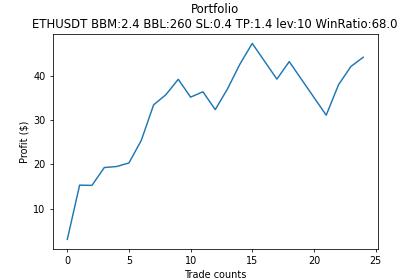 Portfolio
ETHUSDT BBM:2.4 BBL:260 SL:0.4 TP:1.4 lev:10 WinRatio:68.0
40
30
20
10
Profit ($)
0
5
10
15
20
25
Trade counts